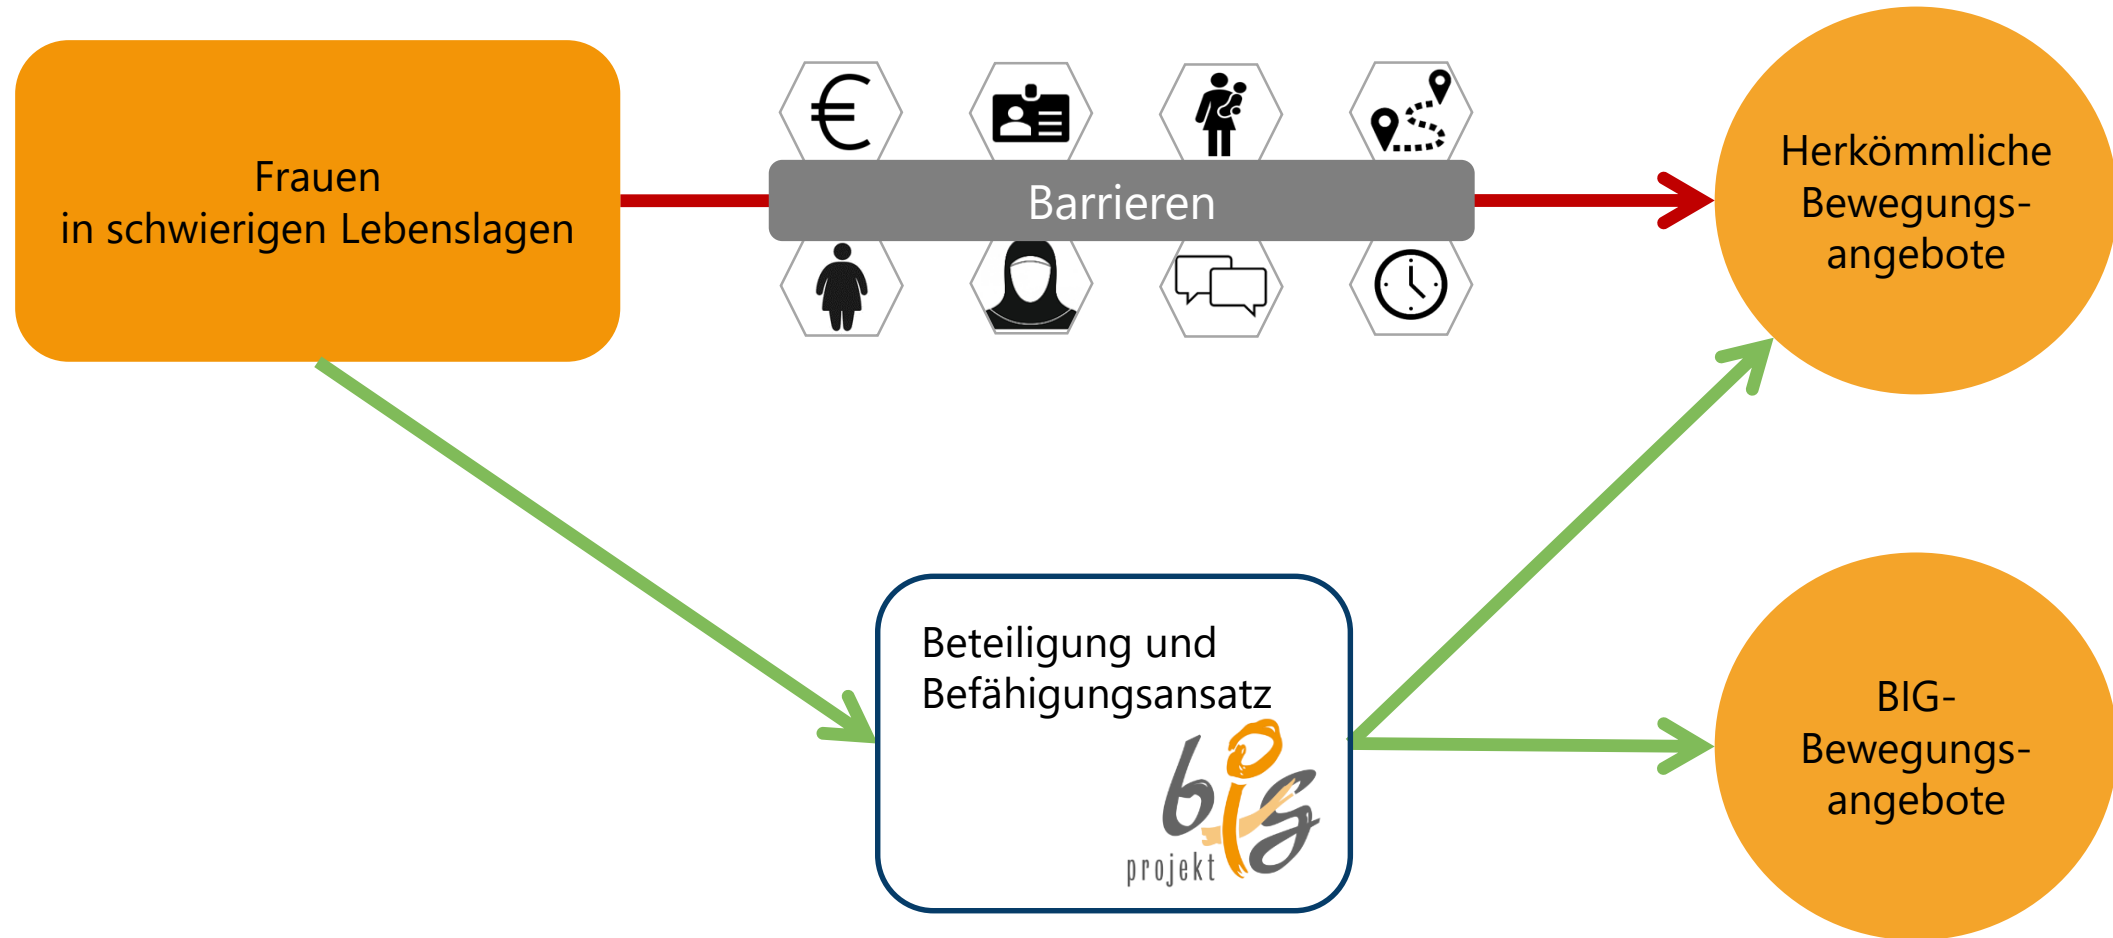 Frauen
in schwierigen Lebenslagen
€
Barrieren
Herkömmliche
Bewegungs-
angebote
Beteiligung und
Befähigungsansatz
big
projekt
BIG-
Bewegungs-
angebote